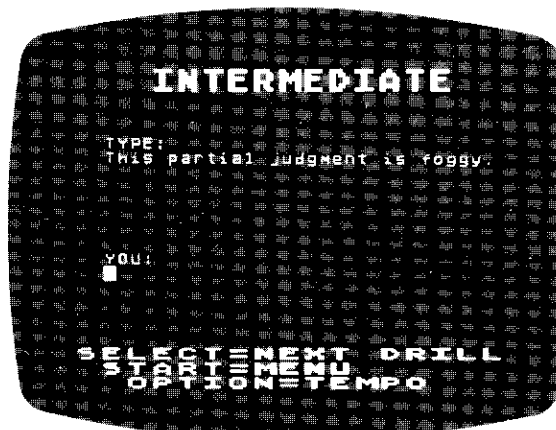 INTERMEDIATE
TYPE:
This partial judgment is foggy.
YOU:
SELECT=NEXT DRILL
START=MENU
OPTION=TEMPO